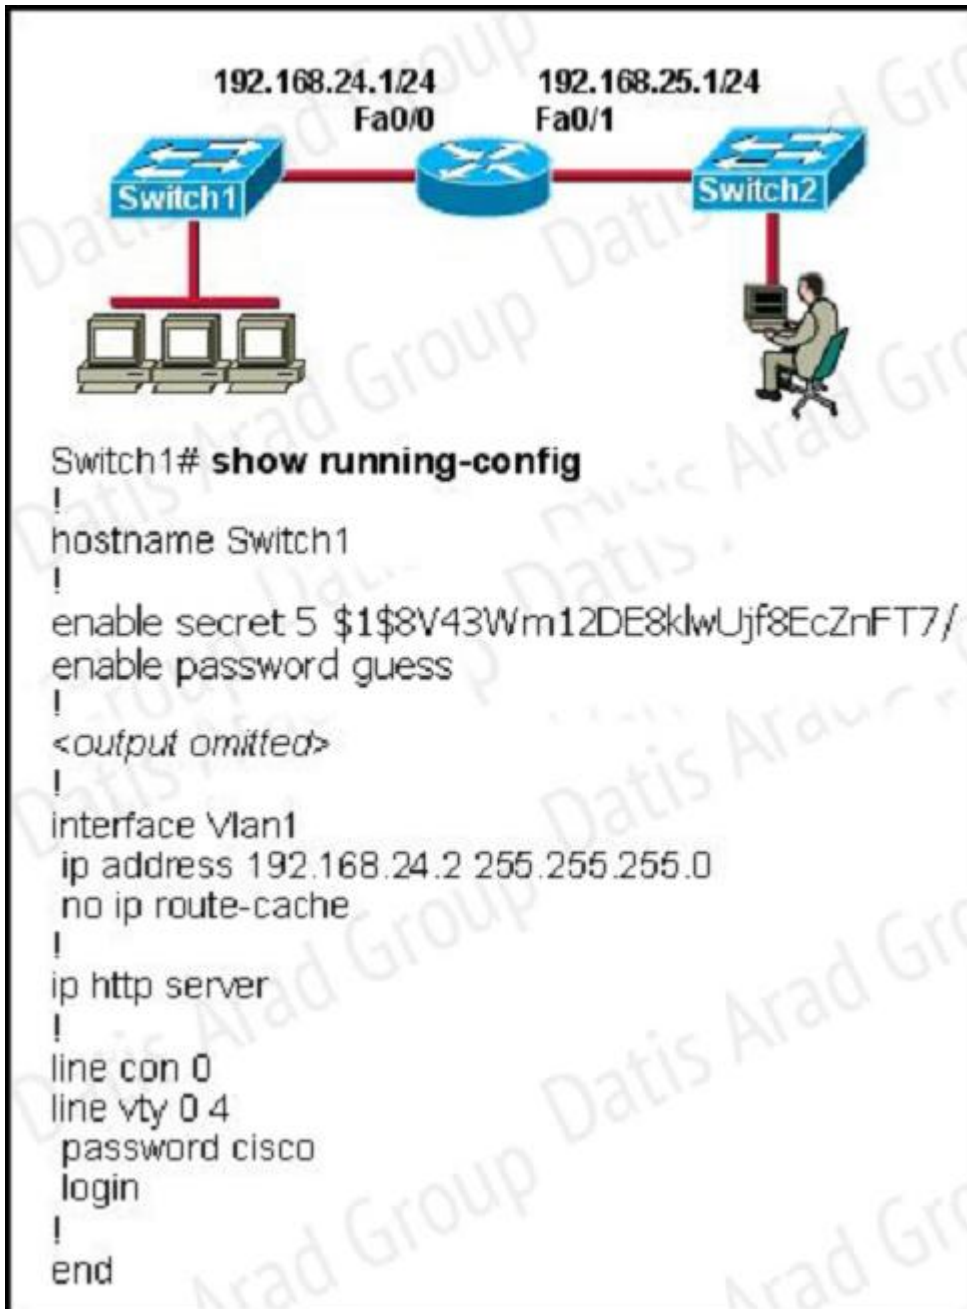 192.168.24.1/24 192.168.25.1/24
Fa0/0 Fa0/1
Switch1 Switch2
Switch1# show running-config
!
hostname Switch1
!
enable secret 5 $1$8V43Wm12DE8klwUjf8EcZnFT7/
enable password guess
!
<output omitted>
!
interface Vlan1
ip address 192.168.24.2 255.255.255.0
no ip route-cache
!
ip http server
!
line con 0
line vty 0 4
password cisco
login
!
end
Datis Arad Group